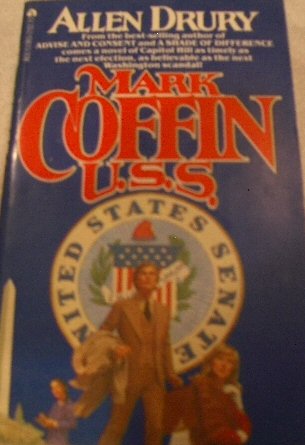 ALLEN DRURY
From the best-selling author of
ADVISE AND CONSENT and A SHADE OF DIFFERENCE
comes a novel of Capitol Hill as timely as
the next election, as believable as the next
Washington scandal!
MARK
COFFIN
U.S.S.
UNITED STATES SENATE